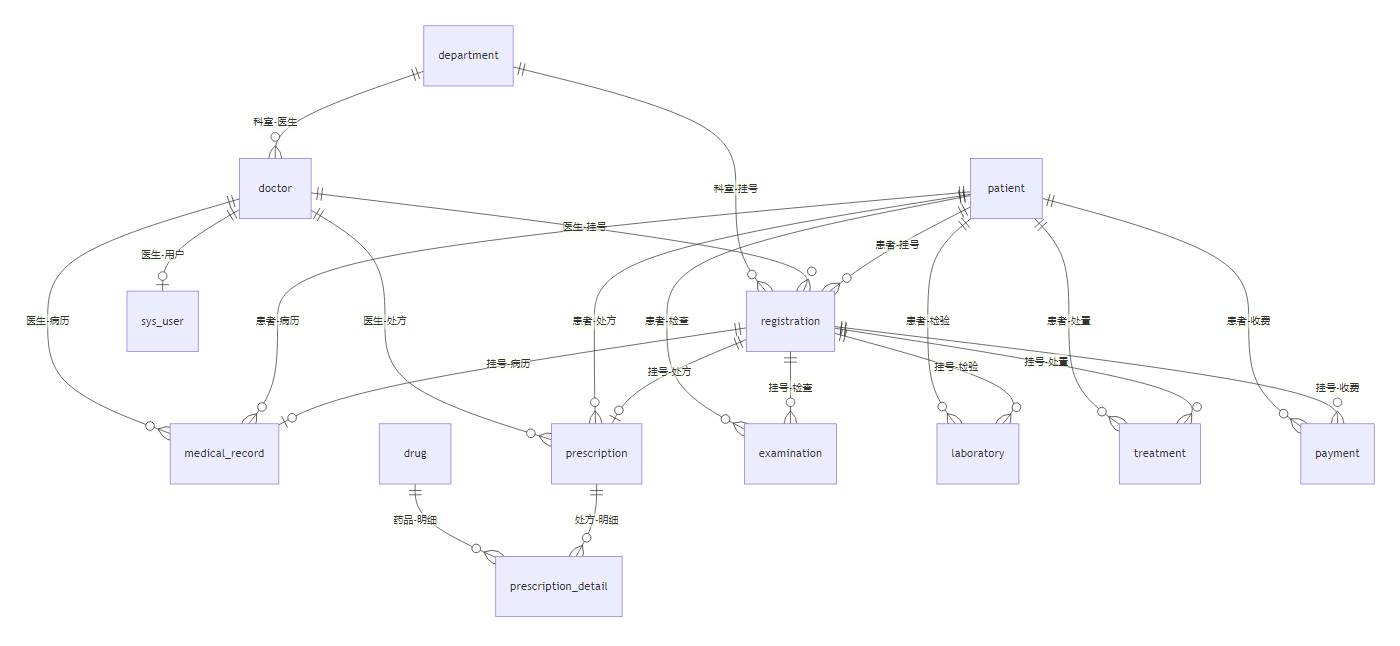 department
科室-医生
doctor
科室-挂号
patient
医生-挂号
患者-挂号
医生-用户
sys_user
registration
医生-病历
患者-病历
医生-处方
患者-处方
患者-检查
患者-检验
患者-处置
患者-收费
挂号-病历
挂号-处方
挂号-检查
挂号-检验
挂号-处置
挂号-收费
medical_record
drug
prescription
examination
laboratory
treatment
payment
药品-明细
处方-明细
prescription_detail